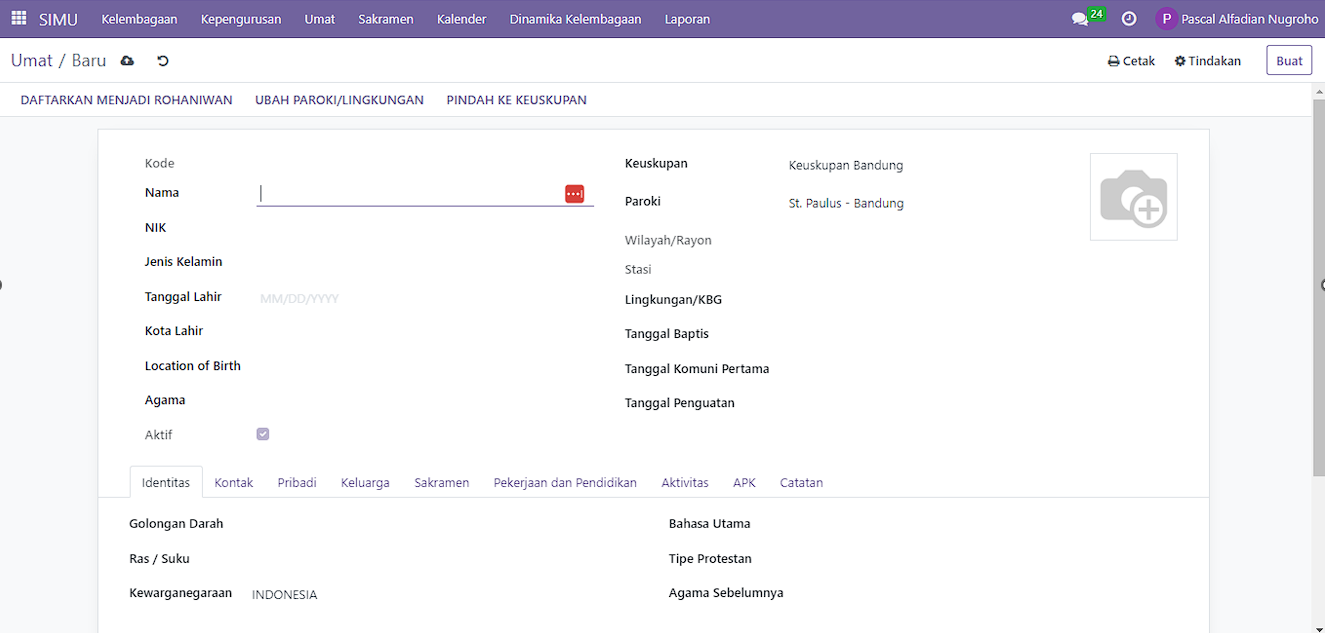 SIMU Kelembagaan Kepengurusan Umat Sakramen Kalender Dinamika Kelembagaan Laporan 24 P Pascal Alfadian Nugroho
Umat / Baru Cetak Tindakan Buat
DAFTARKAN MENJADI ROHANIWAN UBAH PAROKI/LINGKUNGAN PINDAH KE KEUSKUPAN
Kode
Nama
NIK
Jenis Kelamin
Tanggal Lahir MM/DD/YYYY
Kota Lahir
Location of Birth
Agama
Aktif
Keuskupan Keuskupan Bandung
Paroki St. Paulus - Bandung
Wilayah/Rayon
Stasi
Lingkungan/KBG
Tanggal Baptis
Tanggal Komuni Pertama
Tanggal Penguatan
Identitas Kontak Pribadi Keluarga Sakramen Pekerjaan dan Pendidikan Aktivitas APK Catatan
Golongan Darah
Ras / Suku
Kewarganegaraan INDONESIA
Bahasa Utama
Tipe Protestan
Agama Sebelumnya